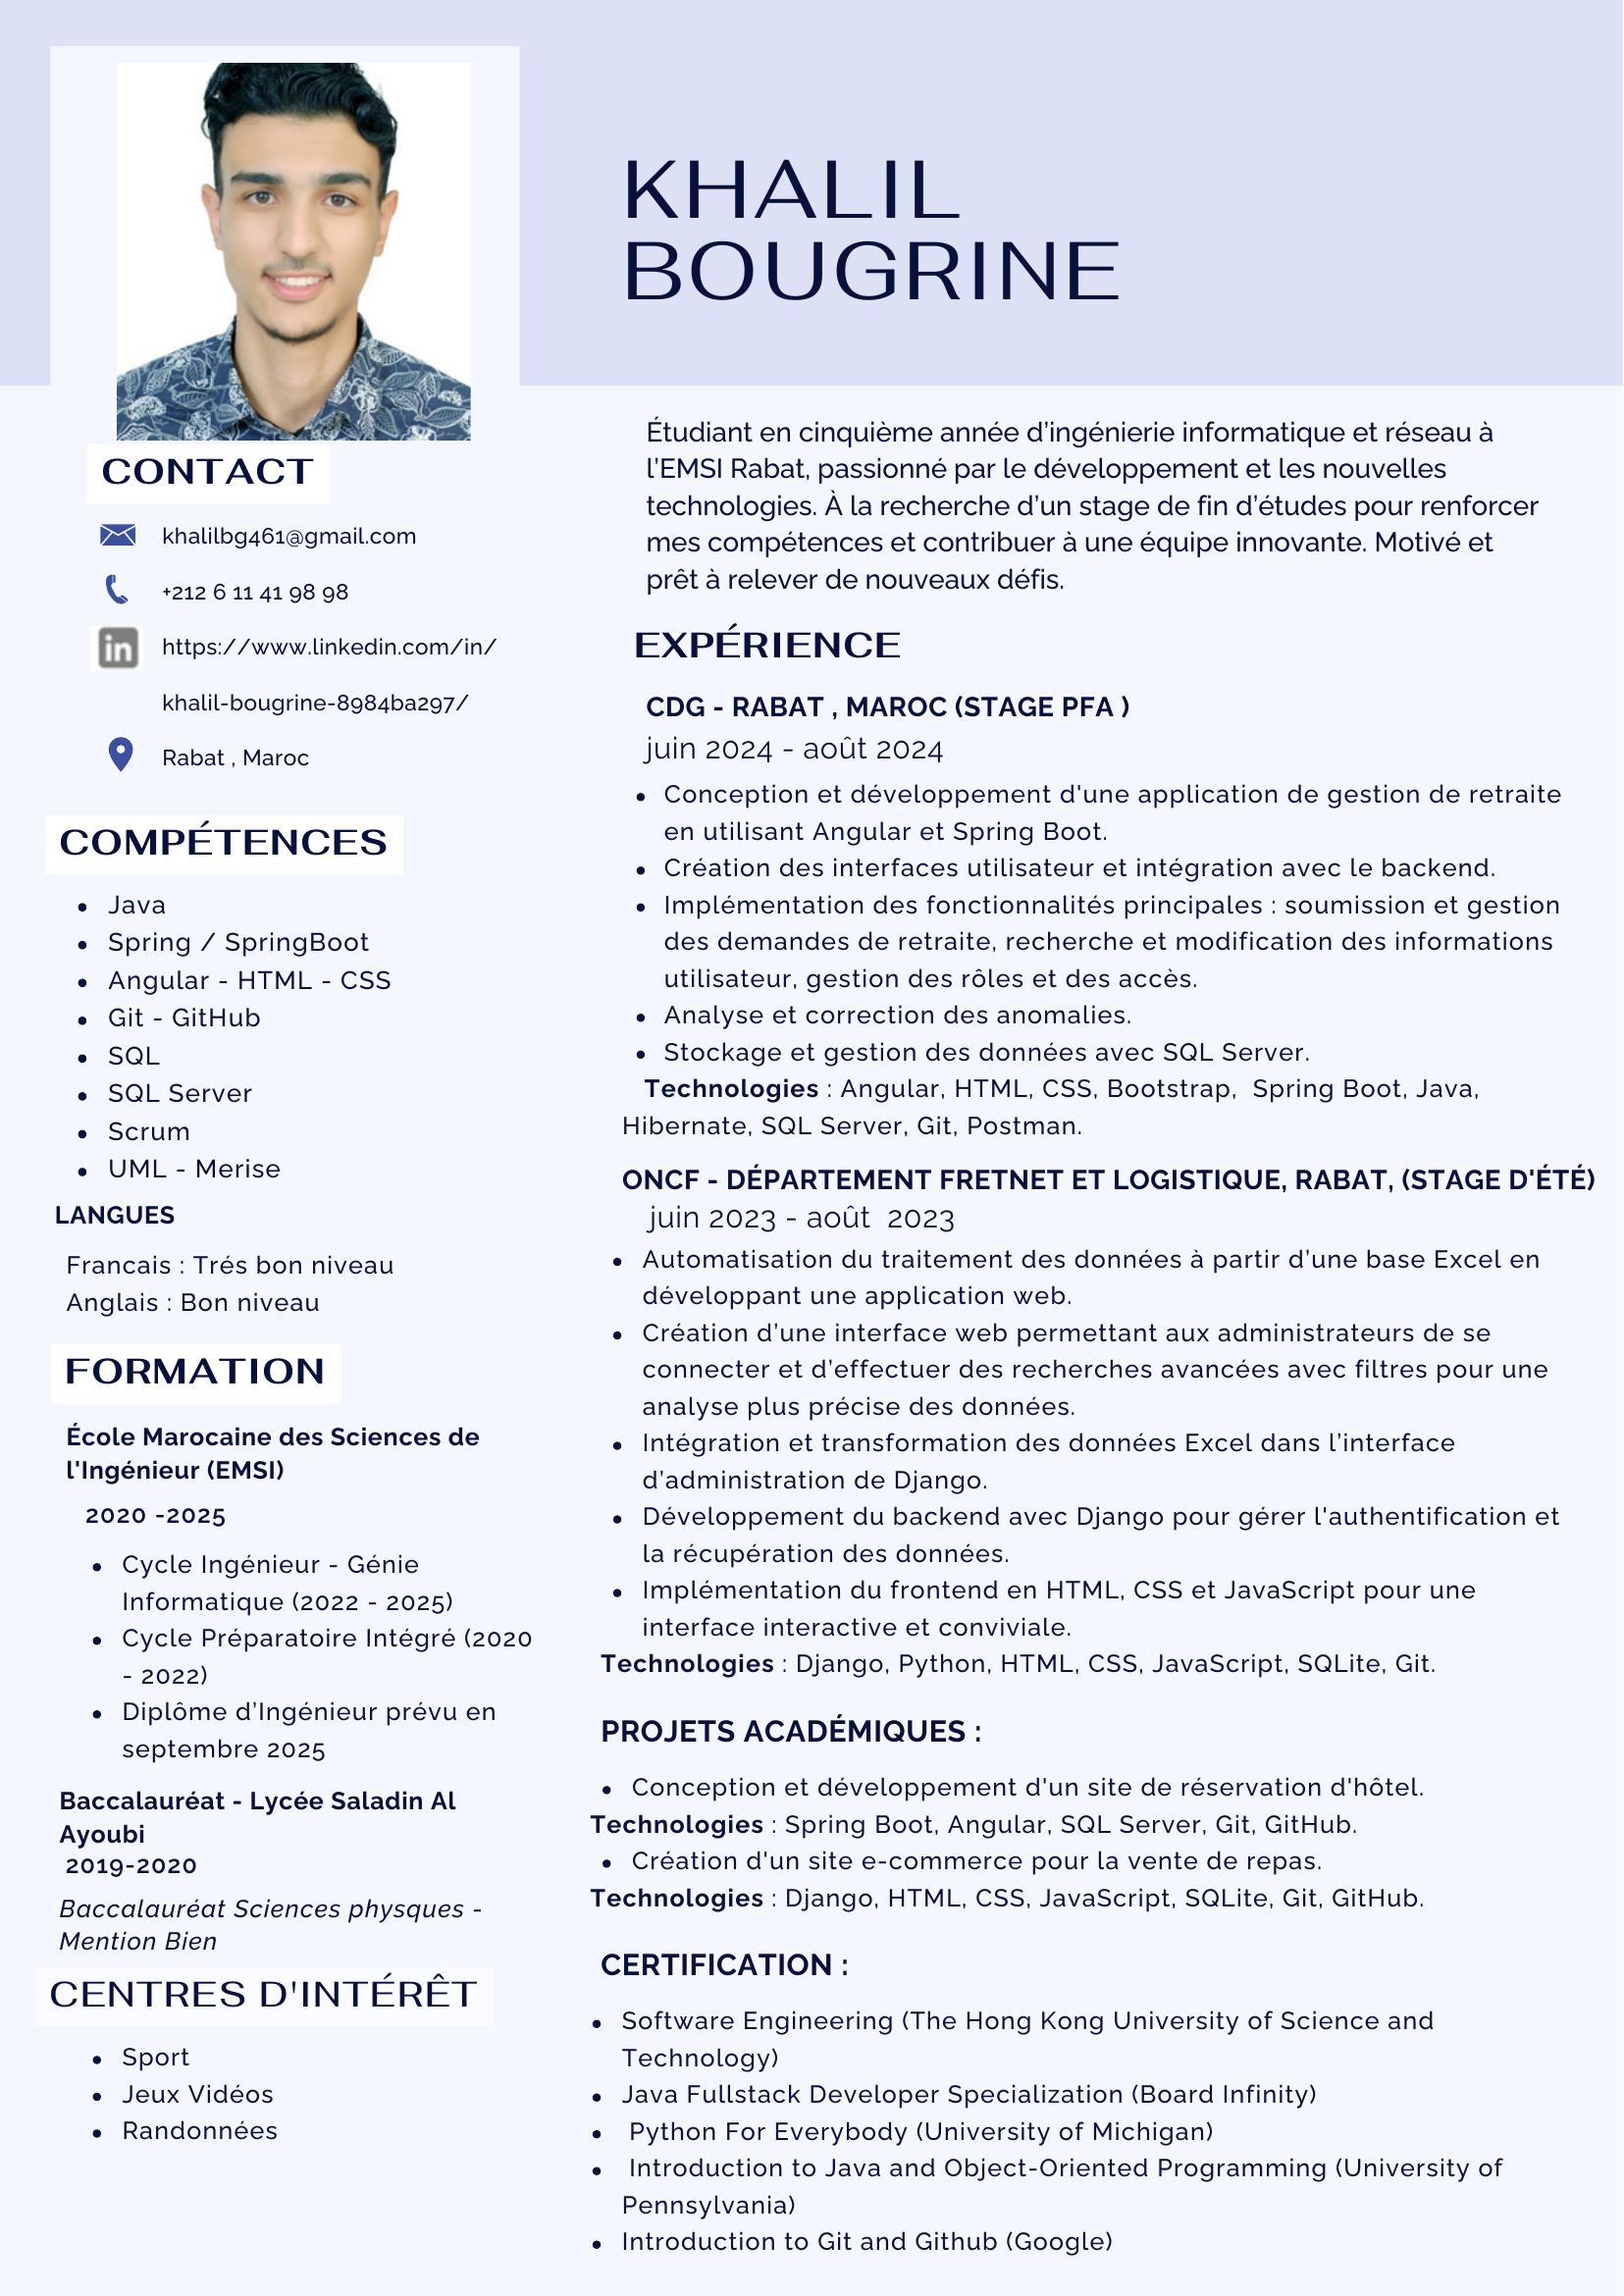 KHALIL
BOUGRINE
CONTACT
khalilbg461@gmail.com
+212 6 11 41 98 98
in
https://www.linkedin.com/in/
khalil-bougrine-8984ba297/
Rabat , Maroc
COMPÉTENCES
• Java
• Spring / SpringBoot
• Angular - HTML - CSS
• Git - GitHub
• SQL
• SQL Server
• Scrum
• UML - Merise
LANGUES
Francais : Trés bon niveau
Anglais : Bon niveau
FORMATION
École Marocaine des Sciences de
l'Ingénieur (EMSI)
2020 -2025
• Cycle Ingénieur - Génie
Informatique (2022 - 2025)
• Cycle Préparatoire Intégré (2020
- 2022)
• Diplôme d’Ingénieur prévu en
septembre 2025
Baccalauréat - Lycée Saladin Al
Ayoubi
2019-2020
Baccalauréat Sciences physques -
Mention Bien
CENTRES D'INTÉRÊT
• Sport
• Jeux Vidéos
• Randonnées
Étudiant en cinquième année d’ingénierie informatique et réseau à
l’EMSI Rabat, passionné par le développement et les nouvelles
technologies. À la recherche d’un stage de fin d’études pour renforcer
mes compétences et contribuer à une équipe innovante. Motivé et
prêt à relever de nouveaux défis.
EXPÉRIENCE
CDG - RABAT , MAROC (STAGE PFA )
juin 2024 - août 2024
• Conception et développement d'une application de gestion de retraite
en utilisant Angular et Spring Boot.
• Création des interfaces utilisateur et intégration avec le backend.
• Implémentation des fonctionnalités principales : soumission et gestion
des demandes de retraite, recherche et modification des informations
utilisateur, gestion des rôles et des accès.
• Analyse et correction des anomalies.
• Stockage et gestion des données avec SQL Server.
Technologies : Angular, HTML, CSS, Bootstrap,  Spring Boot, Java,
Hibernate, SQL Server, Git, Postman.
ONCF - DÉPARTEMENT FRETNET ET LOGISTIQUE, RABAT, (STAGE D'ÉTÉ)
juin 2023 - août  2023
• Automatisation du traitement des données à partir d’une base Excel en
développant une application web.
• Création d’une interface web permettant aux administrateurs de se
connecter et d’effectuer des recherches avancées avec filtres pour une
analyse plus précise des données.
• Intégration et transformation des données Excel dans l’interface
d’administration de Django.
• Développement du backend avec Django pour gérer l'authentification et
la récupération des données.
• Implémentation du frontend en HTML, CSS et JavaScript pour une
interface interactive et conviviale.
Technologies : Django, Python, HTML, CSS, JavaScript, SQLite, Git.
PROJETS ACADÉMIQUES :
• Conception et développement d'un site de réservation d'hôtel.
Technologies : Spring Boot, Angular, SQL Server, Git, GitHub.
• Création d'un site e-commerce pour la vente de repas.
Technologies : Django, HTML, CSS, JavaScript, SQLite, Git, GitHub.
CERTIFICATION :
• Software Engineering (The Hong Kong University of Science and
Technology)
• Java Fullstack Developer Specialization (Board Infinity)
• Python For Everybody (University of Michigan)
• Introduction to Java and Object-Oriented Programming (University of
Pennsylvania)
• Introduction to Git and Github (Google)